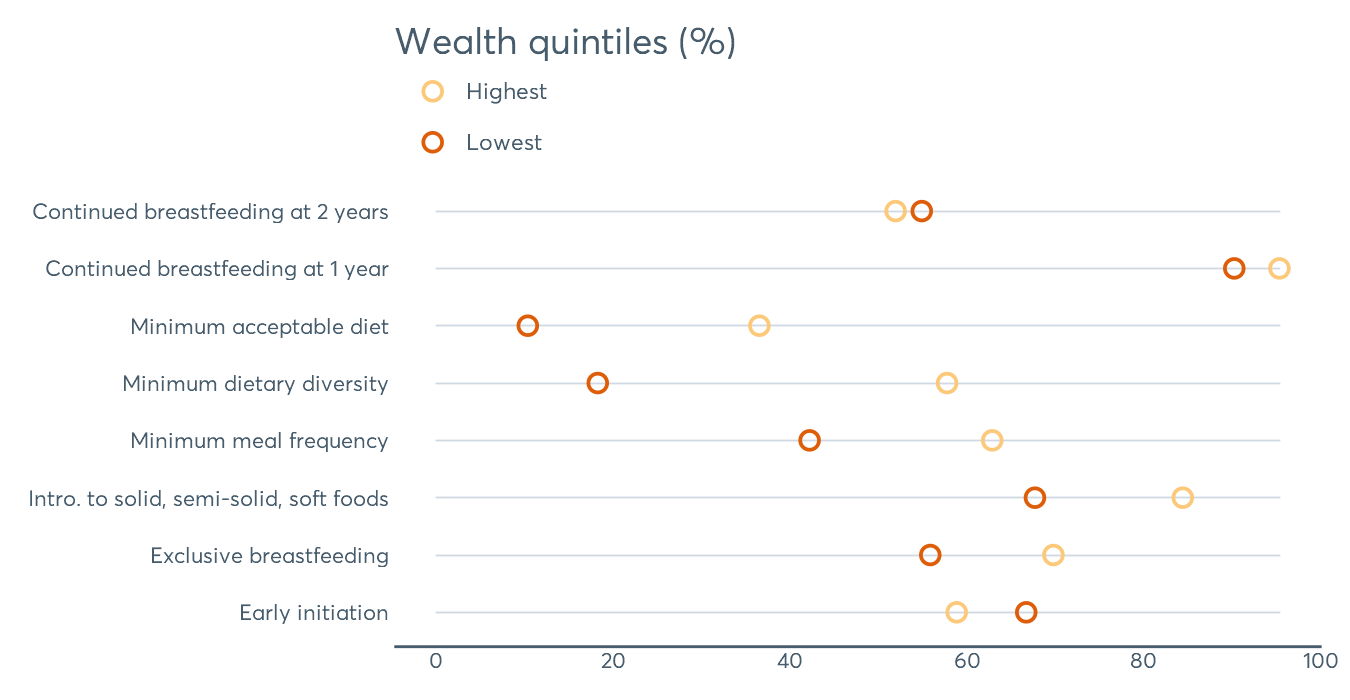 Wealth quintiles (%)
Highest
Lowest
Continued breastfeeding at 2 years
Continued breastfeeding at 1 year
Minimum acceptable diet
Minimum dietary diversity
Minimum meal frequency
Intro. to solid, semi-solid, soft foods
Exclusive breastfeeding
Early initiation
0 20 40 60 80 100